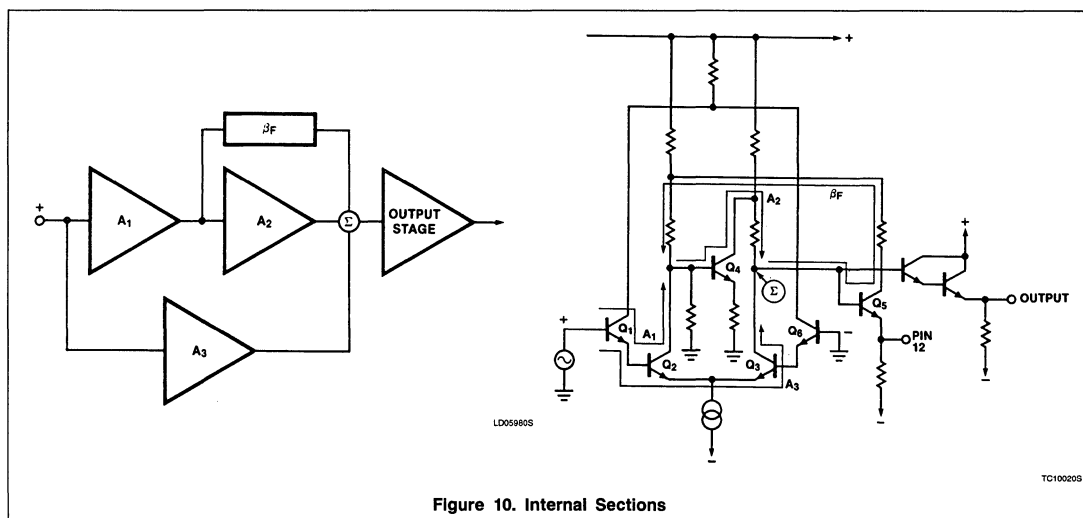 +
A1
βF
A2
Σ
OUTPUT
STAGE
A3
LD05980S
+
βF
A2
Q4
Σ
+
Q5
OUTPUT
PIN
12
+
Q1
A1
Q2
Q3
A3
Q6
−
−
−
−
TC10020S
Figure 10. Internal Sections